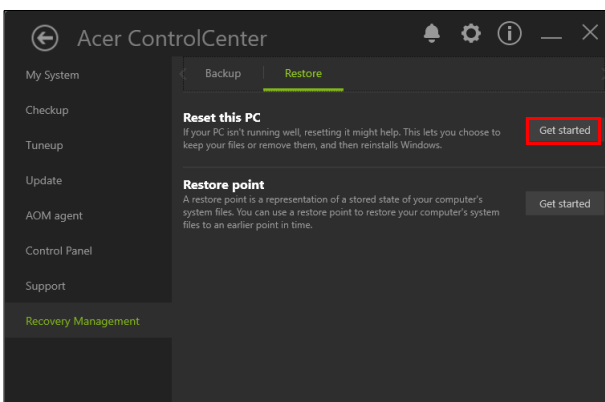 Acer ControlCenter
My System
Backup
Restore
Checkup
Reset this PC
If your PC isn't running well, resetting it might help. This lets you choose to
keep your files or remove them, and then reinstalls Windows.
Get started
Tuneup
Update
Restore point
A restore point is a representation of a stored state of your computer's
system files. You can use a restore point to restore your computer's system
files to an earlier point in time.
Get started
AOM agent
Control Panel
Support
Recovery Management